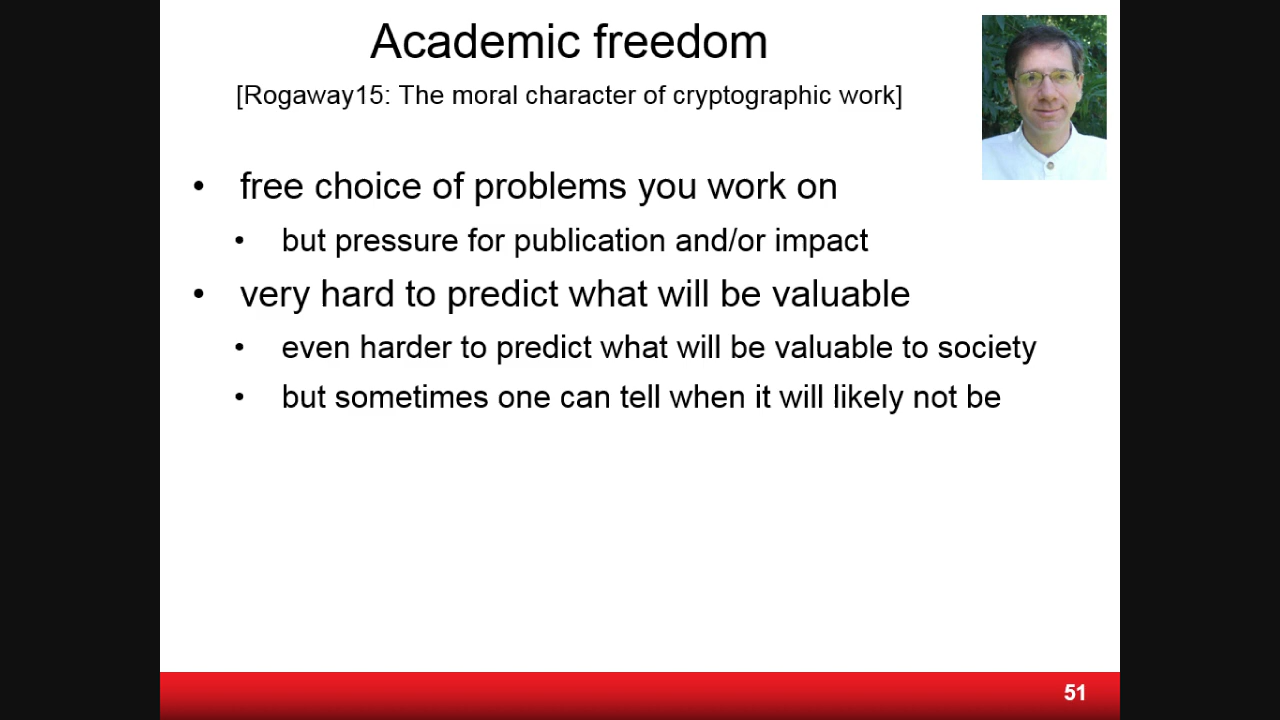 Academic freedom
[Rogaway15: The moral character of cryptographic work]
• free choice of problems you work on
• but pressure for publication and/or impact
• very hard to predict what will be valuable
• even harder to predict what will be valuable to society
• but sometimes one can tell when it will likely not be
51